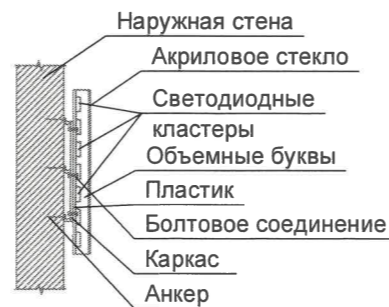 Наружная стена
Акриловое стекло
Светодиодные
кластеры
Объемные буквы
Пластик
Болтовое соединение
Каркас
Анкер